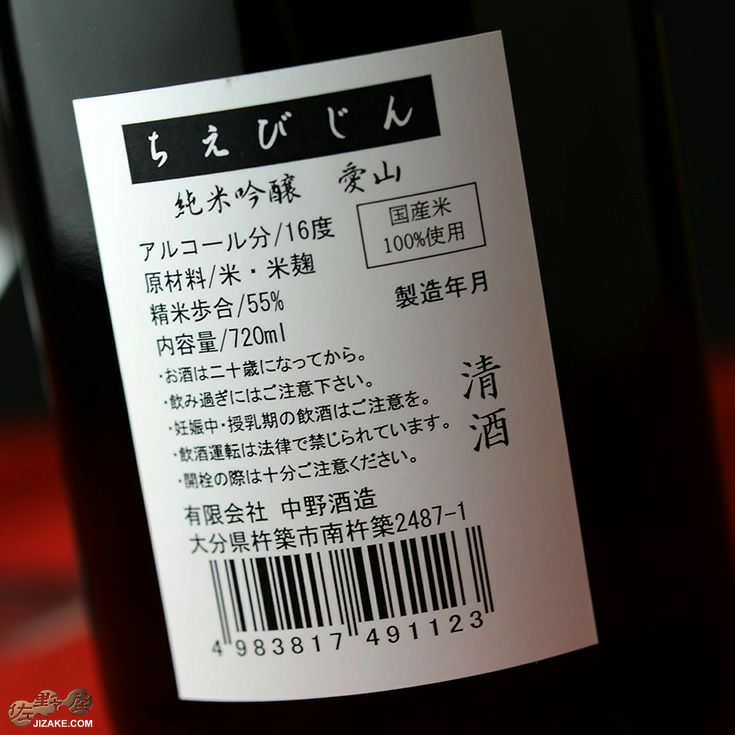 ちえびじん
純米吟醸 愛山
アルコール分/16度
原材料/米・米麹
精米歩合/55%
内容量/720ml
国産米
100%使用
製造年月
・お酒は二十歳になってから。
・飲み過ぎにはご注意下さい。
・妊娠中・授乳期の飲酒はご注意を。
・飲酒運転は法律で禁じられています。
・開栓の際は十分ご注意ください。
清酒
有限会社 中野酒造
大分県杵築市南杵築2487-1
4 983817 491123
佐野屋
JIZAKE.COM